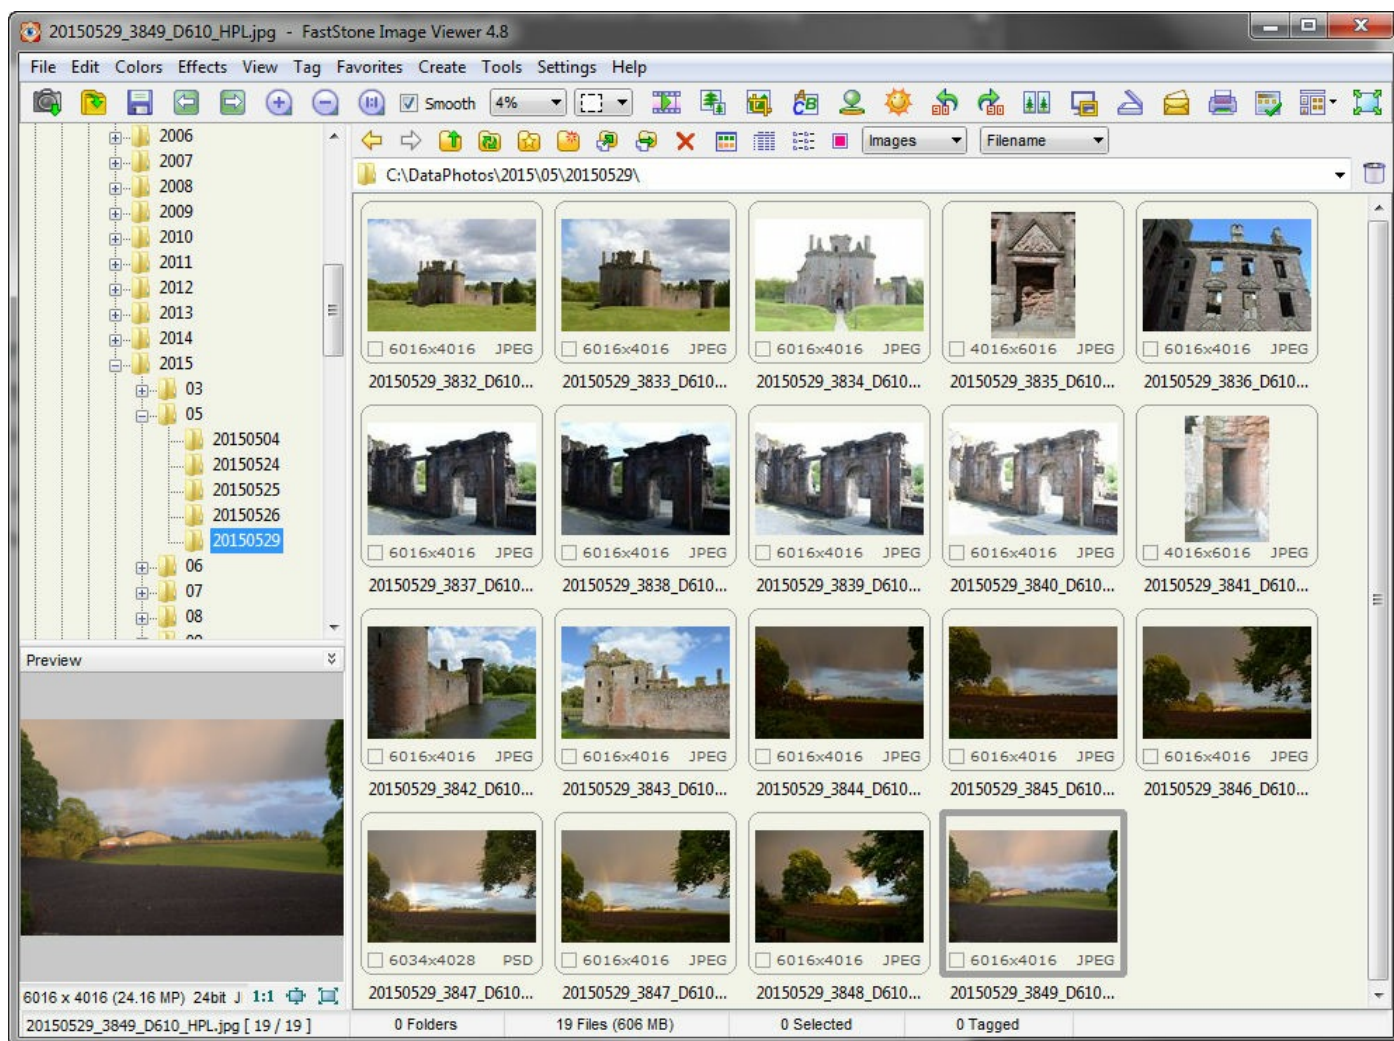 20150529_3849_D610_HPL.jpg - FastStone Image Viewer 4.8
File Edit Colors Effects View Tag Favorites Create Tools Settings Help
1:1 Smooth 4%
Images Filename
C:\DataPhotos\2015\05\20150529\
2006
2007
2008
2009
2010
2011
2012
2013
2014
2015
03
05
20150504
20150524
20150525
20150526
20150529
06
07
08
Preview
6016 x 4016 (24.16 MP) 24bit J 1:1
6016x4016 JPEG 6016x4016 JPEG 6016x4016 JPEG 4016x6016 JPEG 6016x4016 JPEG
20150529_3832_D610... 20150529_3833_D610... 20150529_3834_D610... 20150529_3835_D610... 20150529_3836_D610...
6016x4016 JPEG 6016x4016 JPEG 6016x4016 JPEG 6016x4016 JPEG 4016x6016 JPEG
20150529_3837_D610... 20150529_3838_D610... 20150529_3839_D610... 20150529_3840_D610... 20150529_3841_D610...
6016x4016 JPEG 6016x4016 JPEG 6016x4016 JPEG 6016x4016 JPEG 6016x4016 JPEG
20150529_3842_D610... 20150529_3843_D610... 20150529_3844_D610... 20150529_3845_D610... 20150529_3846_D610...
6034x4028 PSD 6016x4016 JPEG 6016x4016 JPEG 6016x4016 JPEG
20150529_3847_D610... 20150529_3847_D610... 20150529_3848_D610... 20150529_3849_D610...
20150529_3849_D610_HPL.jpg [ 19 / 19 ] 0 Folders 19 Files (606 MB) 0 Selected 0 Tagged